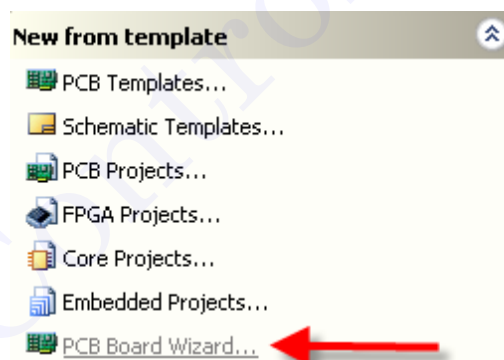 New from template
PCB Templates...
Schematic Templates...
PCB Projects...
FPGA Projects...
Core Projects...
Embedded Projects...
PCB Board Wizard...